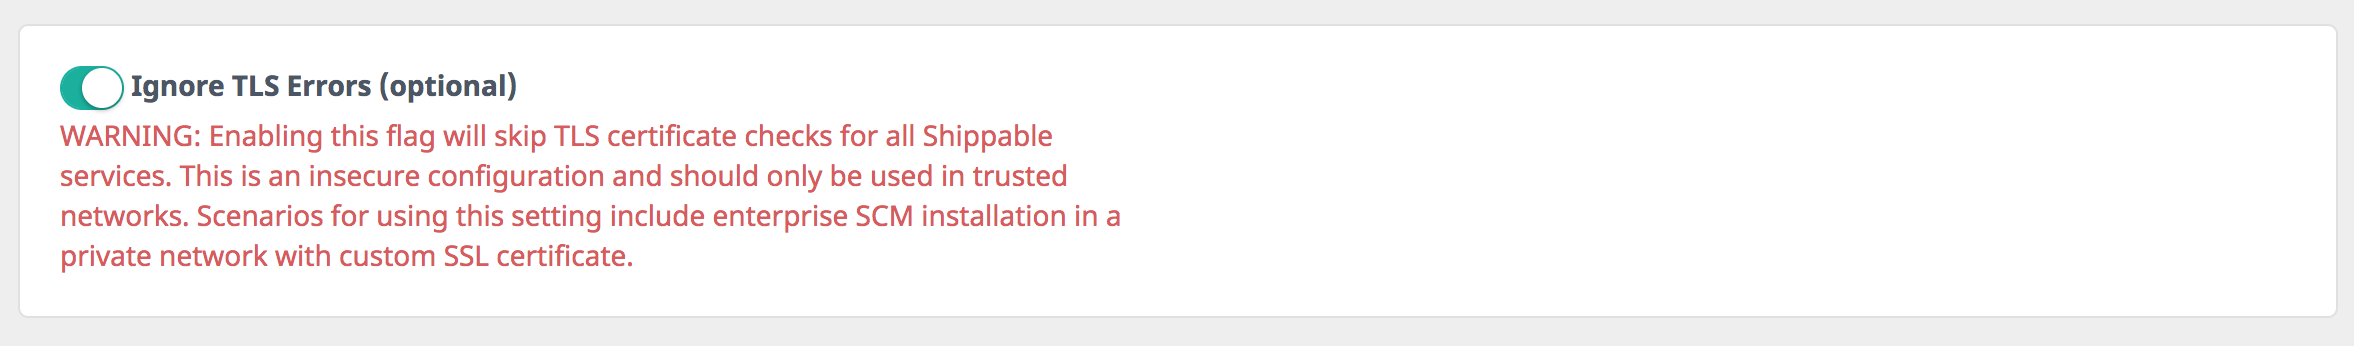 Ignore TLS Errors (optional)
WARNING: Enabling this flag will skip TLS certificate checks for all Shippable
services. This is an insecure configuration and should only be used in trusted
networks. Scenarios for using this setting include enterprise SCM installation in a
private network with custom SSL certificate.